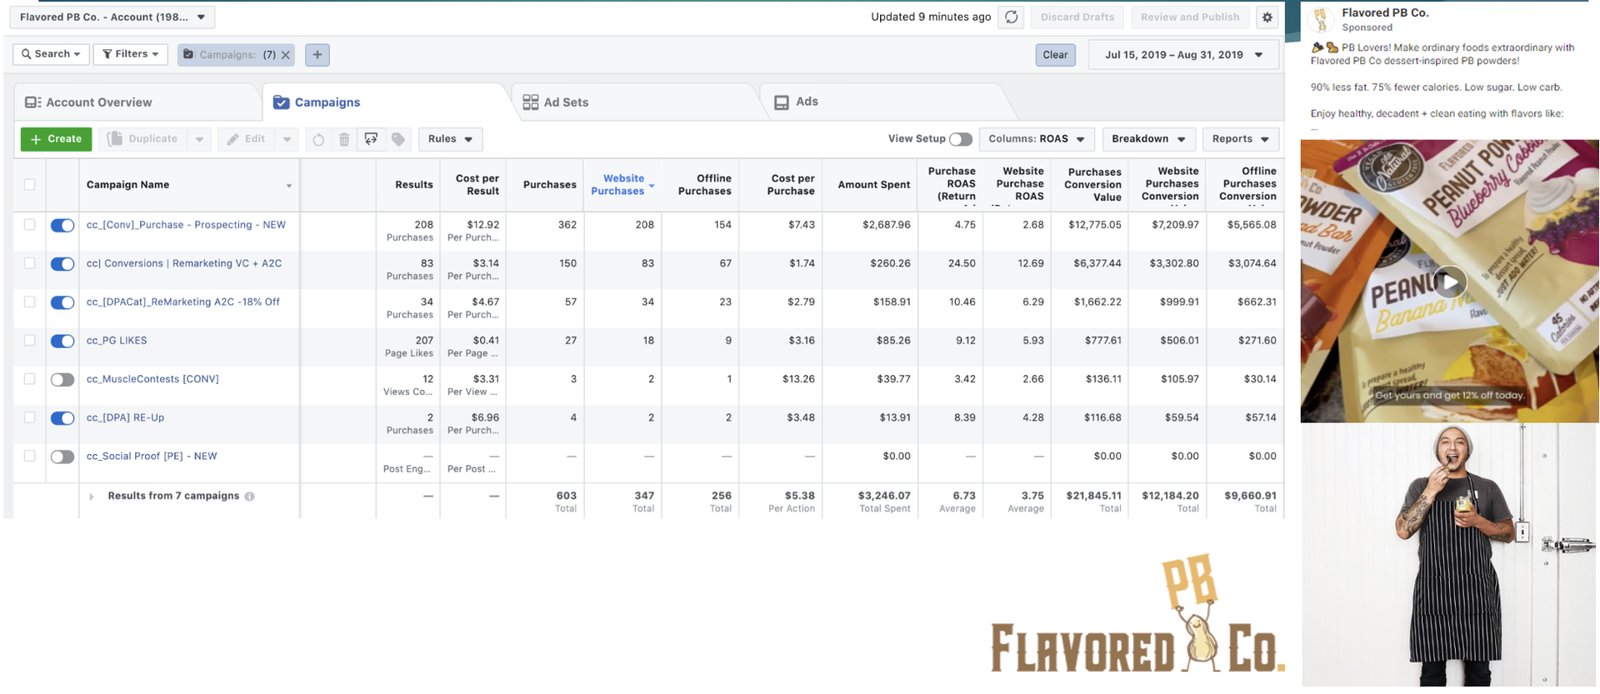 Flavored PB Co. - Account (198...
Updated 9 minutes ago
Discard Drafts
Review and Publish
Search
Filters
Campaigns: (7)
Clear
Jul 15, 2019 – Aug 31, 2019
Account Overview
Campaigns
Ad Sets
Ads
+ Create
Duplicate
Edit
Rules
View Setup
Columns: ROAS
Breakdown
Reports
Campaign Name
Results
Cost per Result
Purchases
Website Purchases
Offline Purchases
Cost per Purchase
Amount Spent
Purchase ROAS (Return
Website Purchase ROAS
Purchases Conversion Value
Website Purchases Conversion
Offline Purchases Conversion
cc_[Conv]_Purchase - Prospecting - NEW 208 $12.92 362 208 154 $7.43 $2,687.96 4.75 2.68 $12,775.05 $7,209.97 $5,565.08
Purchases Per Purch...
cc| Conversions | Remarketing VC + A2C 83 $3.14 150 83 67 $1.74 $260.26 24.50 12.69 $6,377.44 $3,302.80 $3,074.64
Purchases Per Purch...
cc_[DPACat]_ReMarketing A2C -18% Off 34 $4.67 57 34 23 $2.79 $158.91 10.46 6.29 $1,662.22 $999.91 $662.31
Purchases Per Purch...
cc_PG LIKES 207 $0.41 27 18 9 $3.16 $85.26 9.12 5.93 $777.61 $506.01 $271.60
Page Likes Per Page ...
cc_MuscleContests [CONV] 12 $3.31 3 2 1 $13.26 $39.77 3.42 2.66 $136.11 $105.97 $30.14
Views Co... Per View ...
cc_[DPA] RE-Up 2 $6.96 4 2 2 $3.48 $13.91 8.39 4.28 $116.68 $59.54 $57.14
Purchases Per Purch...
cc_Social Proof [PE] - NEW — — — — — — $0.00 — — $0.00 $0.00 $0.00
Post Eng... Per Post ...
Results from 7 campaigns — — 603 347 256 $5.38 $3,246.07 6.73 3.75 $21,845.11 $12,184.20 $9,660.91
Total Total Total Per Action Total Spent Average Average Total Total Total
PB
FLAVORED CO.
PB
Flavored PB Co.
Sponsored
PB Lovers! Make ordinary foods extraordinary with
Flavored PB Co dessert-inspired PB powders!
90% less fat. 75% fewer calories. Low sugar. Low carb.
Enjoy healthy, decadent + clean eating with flavors like:
...
PEANUT POW
Blueberry Cobbl
ADD WATER!
PEANU
Banana
45
Calories
Get yours and get 12% off today.